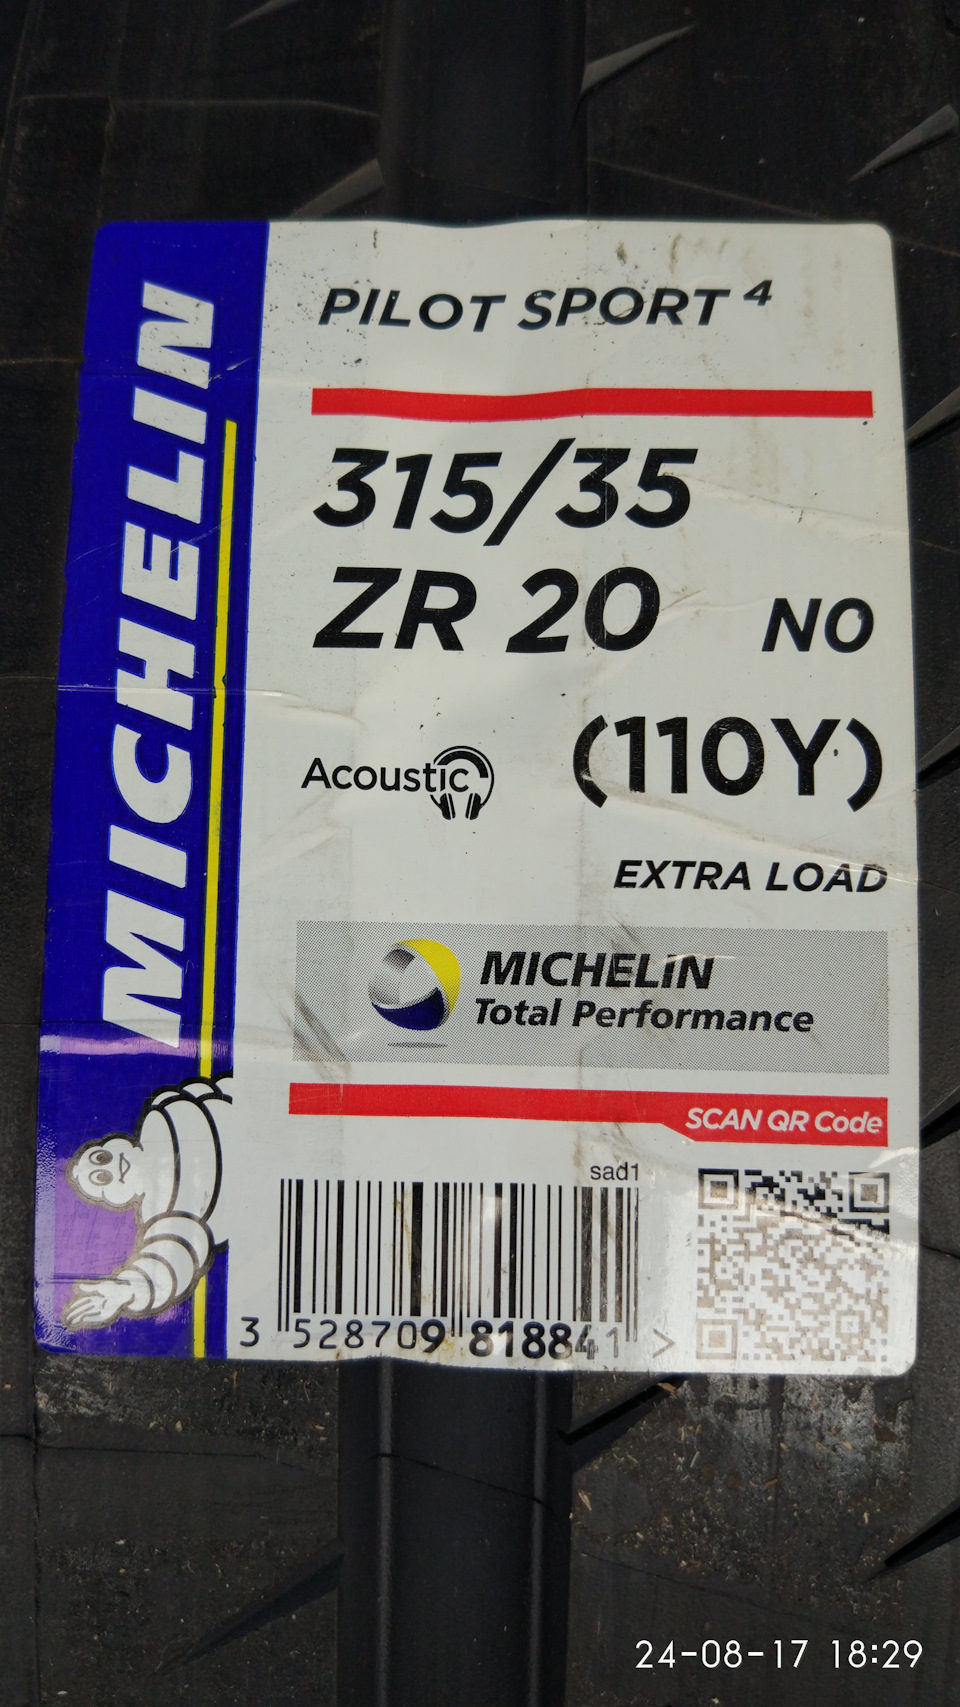 MICHELIN
PILOT SPORT 4
315/35
ZR 20 N0
Acoustic (110Y)
EXTRA LOAD
MICHELIN
Total Performance
SCAN QR Code
sad1
3 528709 818841 >
24-08-17 18:29